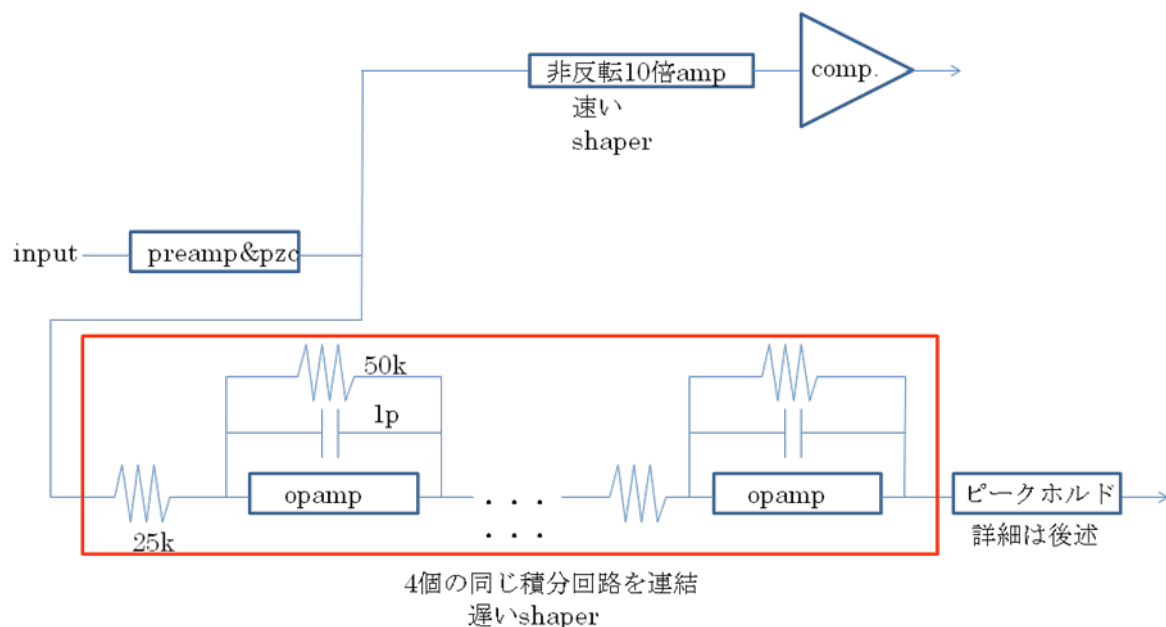 非反転10倍amp
速い
shaper
comp.
input
preamp&pzc
50k
1p
opamp
25k
. . .
. . .
opamp
ピークホルド
詳細は後述
4個の同じ積分回路を連結
遅いshaper